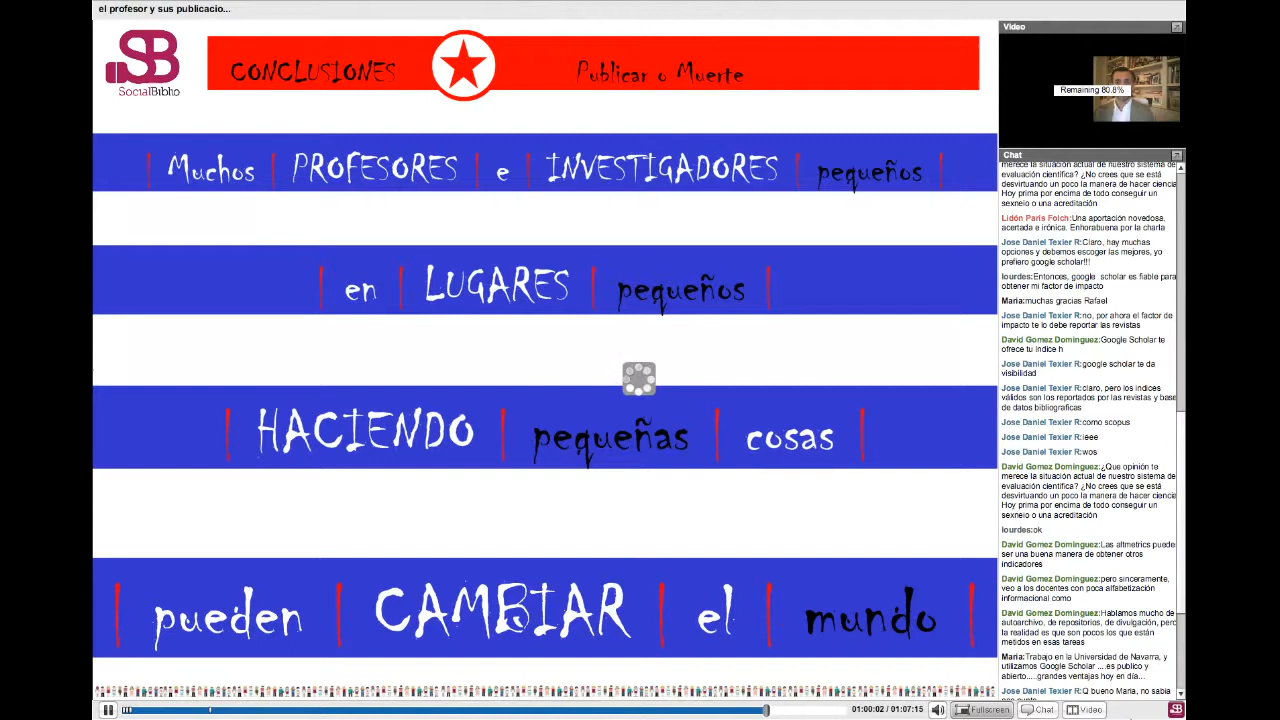 el profesor y sus publicacio...
SB
SocialBiblio
CONCLUSIONES
Publicar o Muerte
Muchos PROFESORES e INVESTIGADORES pequeños
en LUGARES pequeños
HACIENDO pequeñas cosas
pueden CAMBIAR el mundo
Video
Remaining 80.8%
Chat
merece la situación actual de nuestro sistema de
evaluación científica? ¿No crees que se está
desvirtuando un poco la manera de hacer ciencia
Hoy prima por encima de todo conseguir un
sexneio o una acreditación
Lidón París Folch:Una aportación novedosa,
acertada e irónica. Enhorabuena por la charla
Jose Daniel Texier R:Claro, hay muchas
opciones y debemos escoger las mejores, yo
prefiero google scholar!!!
lourdes:Entonces, google scholar es fiable para
obtener mi factor de impacto
Maria:muchas gracias Rafael
Jose Daniel Texier R:no, por ahora el factor de
impacto te lo debe reportar las revistas
David Gomez Dominguez:Google Scholar te
ofrece tu índice h
Jose Daniel Texier R:google scholar te da
visibilidad
Jose Daniel Texier R:claro, pero los indices
válidos son los reportados por las revistas y base
de datos bibliograficas
Jose Daniel Texier R:como scopus
Jose Daniel Texier R:ieee
Jose Daniel Texier R:wos
David Gomez Dominguez:¿Que opinión te
merece la situación actual de nuestro sistema de
evaluación científica? ¿No crees que se está
desvirtuando un poco la manera de hacer ciencia
Hoy prima por encima de todo conseguir un
sexneio o una acreditación
lourdes:ok
David Gomez Dominguez:Las altmetrics puede
ser una buena manera de obtener otros
indicadores
David Gomez Dominguez:pero sinceramente,
veo a los docentes con poca alfabetización
informacional como
David Gomez Dominguez:Hablamos mucho de
autoarchivo, de repositorios, de divulgación, pero
la realidad es que son pocos los que están
metidos en esas tareas
Maria:Trabajo en la Universidad de Navarra, y
utilizamos Google Scholar ....es publico y
abierto.....grandes ventajas hoy en día...
Jose Daniel Texier R:Q bueno Maria, no sabia
01:00:02 / 01:07:15
Fullscreen
Chat
Video
SB